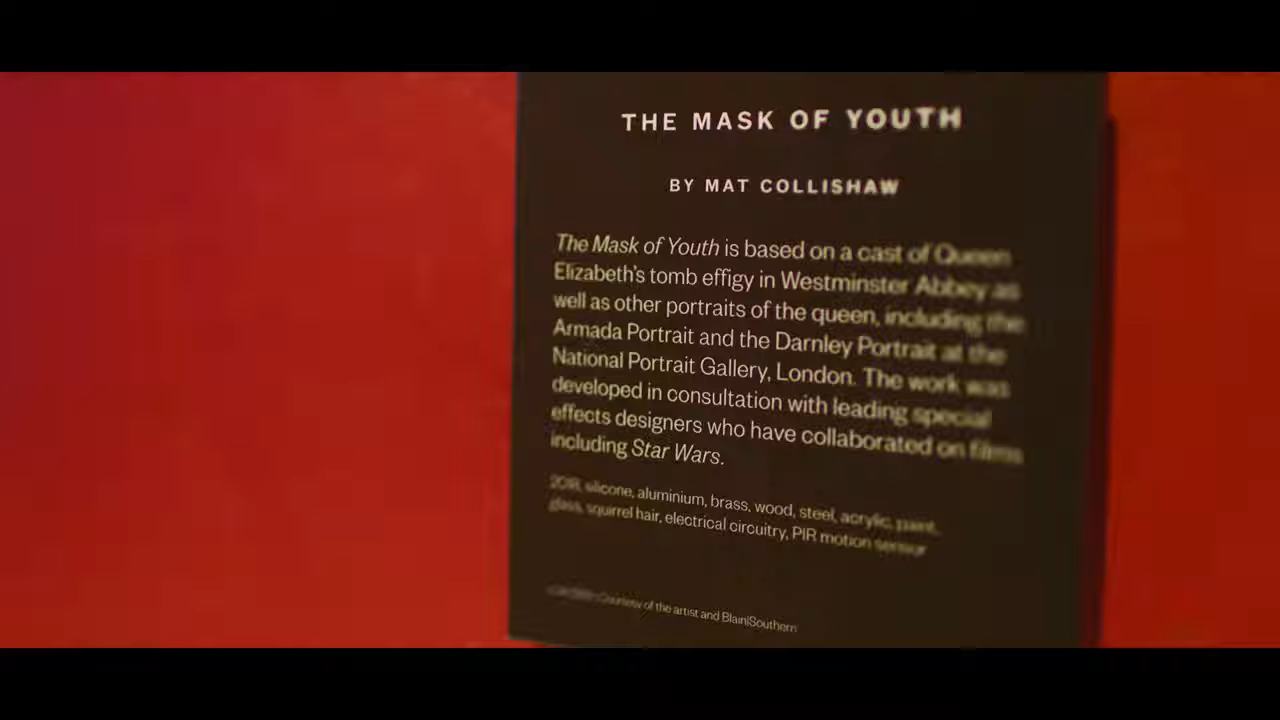 THE MASK OF YOUTH
BY MAT COLLISHAW
The Mask of Youth is based on a cast of Queen
Elizabeth's tomb effigy in Westminster Abbey as
well as other portraits of the queen, including the
Armada Portrait and the Darnley Portrait at the
National Portrait Gallery, London. The work was
developed in consultation with leading special
effects designers who have collaborated on films
including Star Wars.
2018, silicone, aluminium, brass, wood, steel, acrylic, paint,
glass, squirrel hair, electrical circuitry, PIR motion sensor
Courtesy of the artist and Blain|Southern